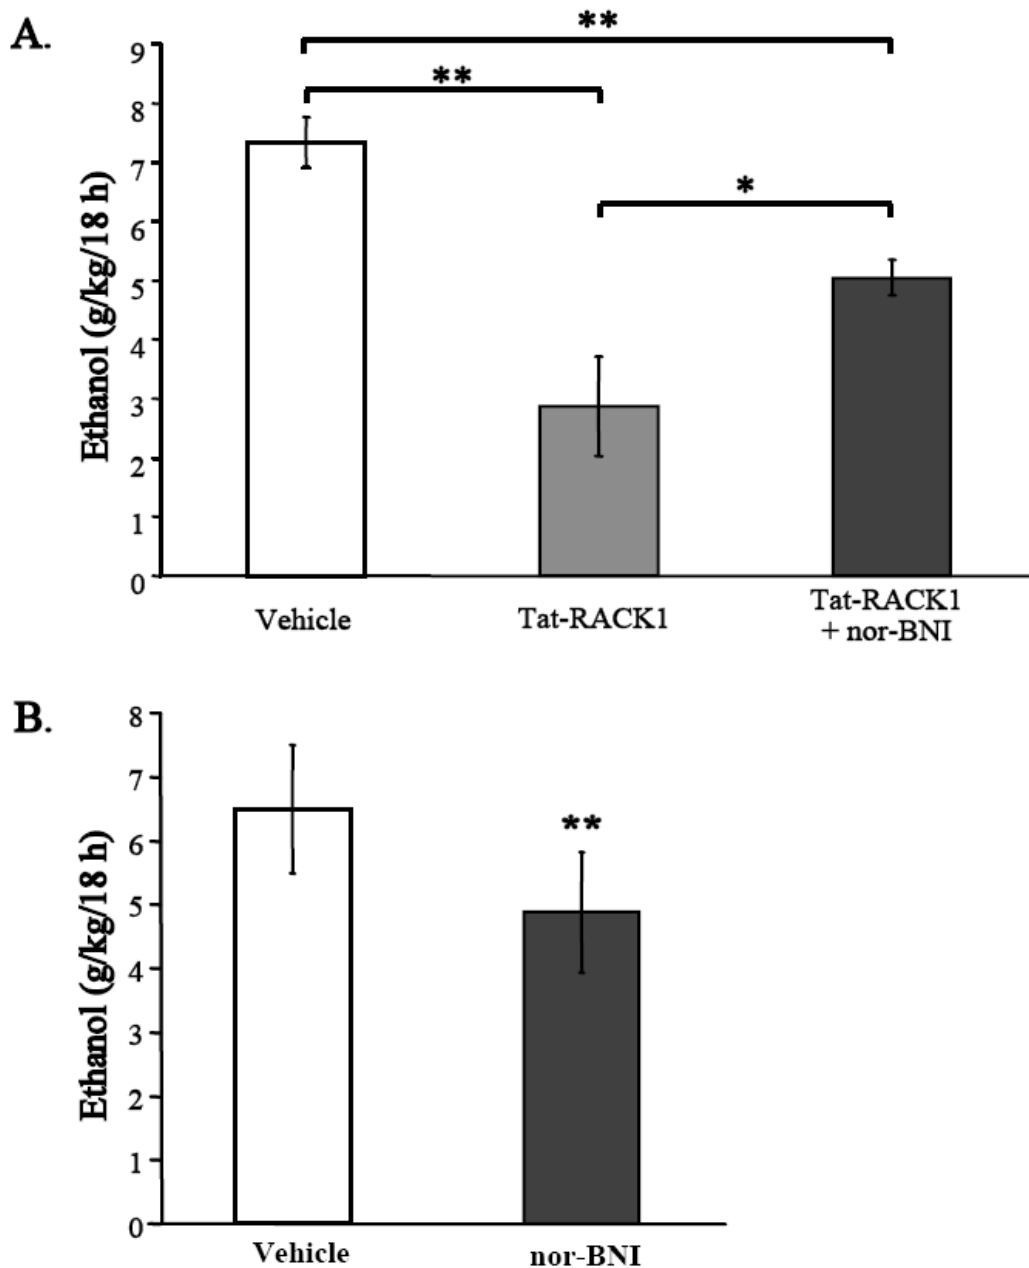 A.
**
**
*
9
8
7
6
5
4
3
2
1
0
Ethanol (g/kg/18 h)
Vehicle
Tat-RACK1
Tat-RACK1
+ nor-BNI
B.
8
7
6
5
4
3
2
1
0
Ethanol (g/kg/18 h)
**
Vehicle
nor-BNI